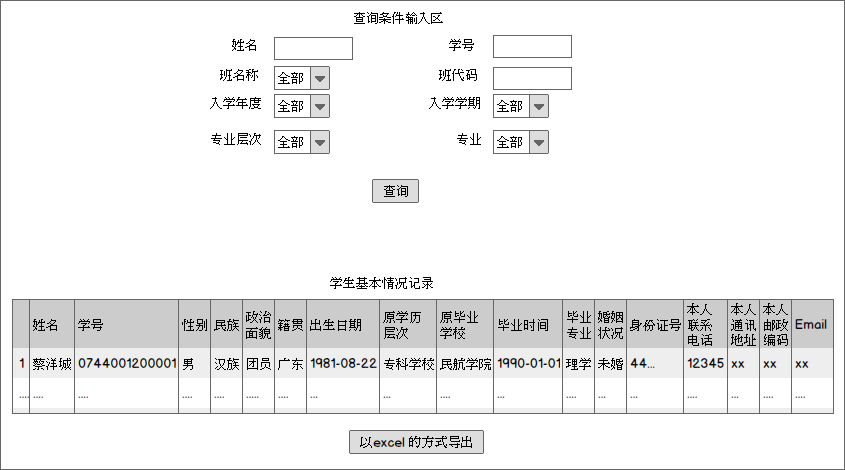 查询条件输入区
姓名 学号
班名称 全部 班代码
入学年度 全部 入学学期 全部
专业层次 全部 专业 全部
查询
学生基本情况记录
姓名 学号 性别 民族 政治面貌 籍贯 出生日期 原学历层次 原毕业学校 毕业时间 毕业专业 婚姻状况 身份证号 本人联系电话 本人通讯地址 本人邮政编码 Email
1 蔡洋城 0744001200001 男 汉族 团员 广东 1981-08-22 专科学校 民航学院 1990-01-01 理学 未婚 44... 12345 xx xx xx
.... .... .... .... .... ..... .... ... .... .... ... .... ... ... .... ... ... ...
以excel 的方式导出